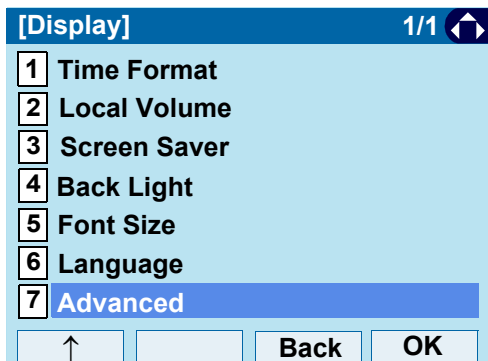 [Display] 1/1
1 Time Format
2 Local Volume
3 Screen Saver
4 Back Light
5 Font Size
6 Language
7 Advanced
↑ Back OK